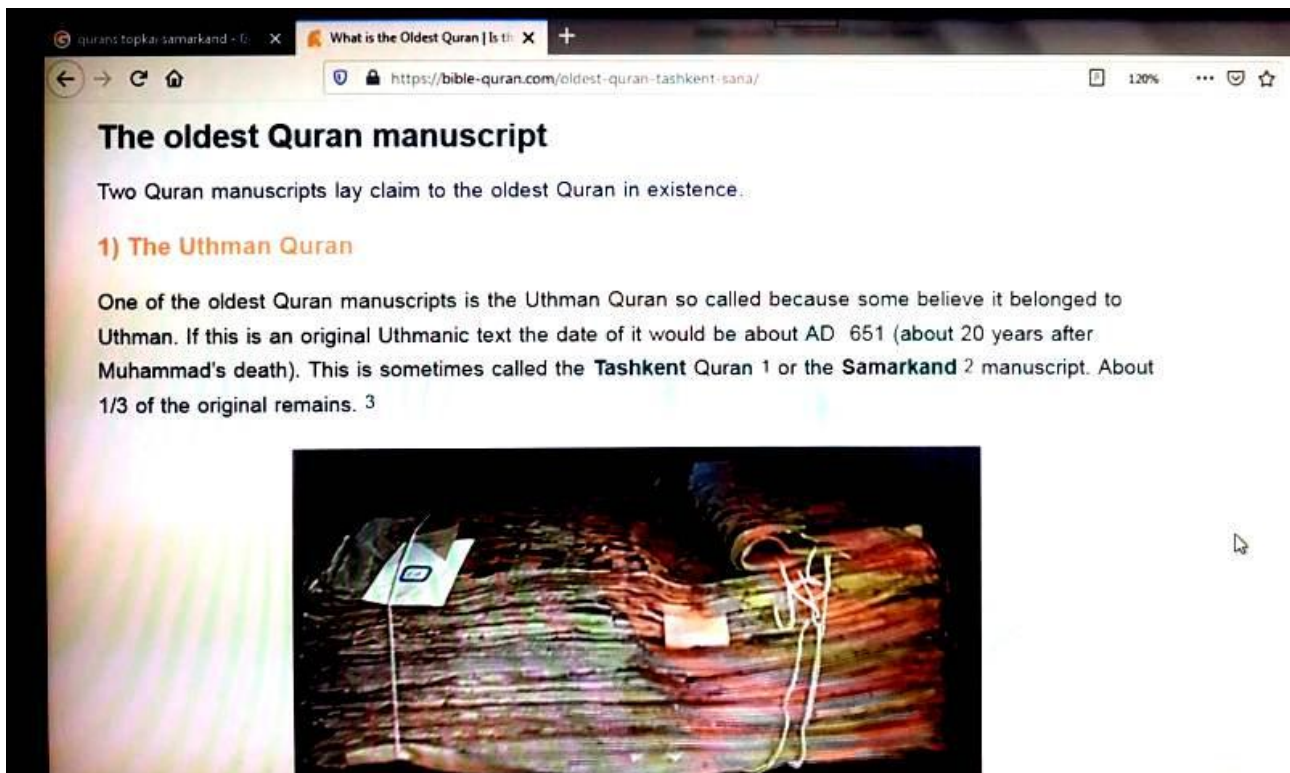 qurans topkai samarkand -
What is the Oldest Quran | Is th
https://bible-quran.com/oldest-quran-tashkent-sana/
120%
The oldest Quran manuscript
Two Quran manuscripts lay claim to the oldest Quran in existence.
1) The Uthman Quran
One of the oldest Quran manuscripts is the Uthman Quran so called because some believe it belonged to
Uthman. If this is an original Uthmanic text the date of it would be about AD 651 (about 20 years after
Muhammad's death). This is sometimes called the Tashkent Quran 1 or the Samarkand 2 manuscript. About
1/3 of the original remains. 3